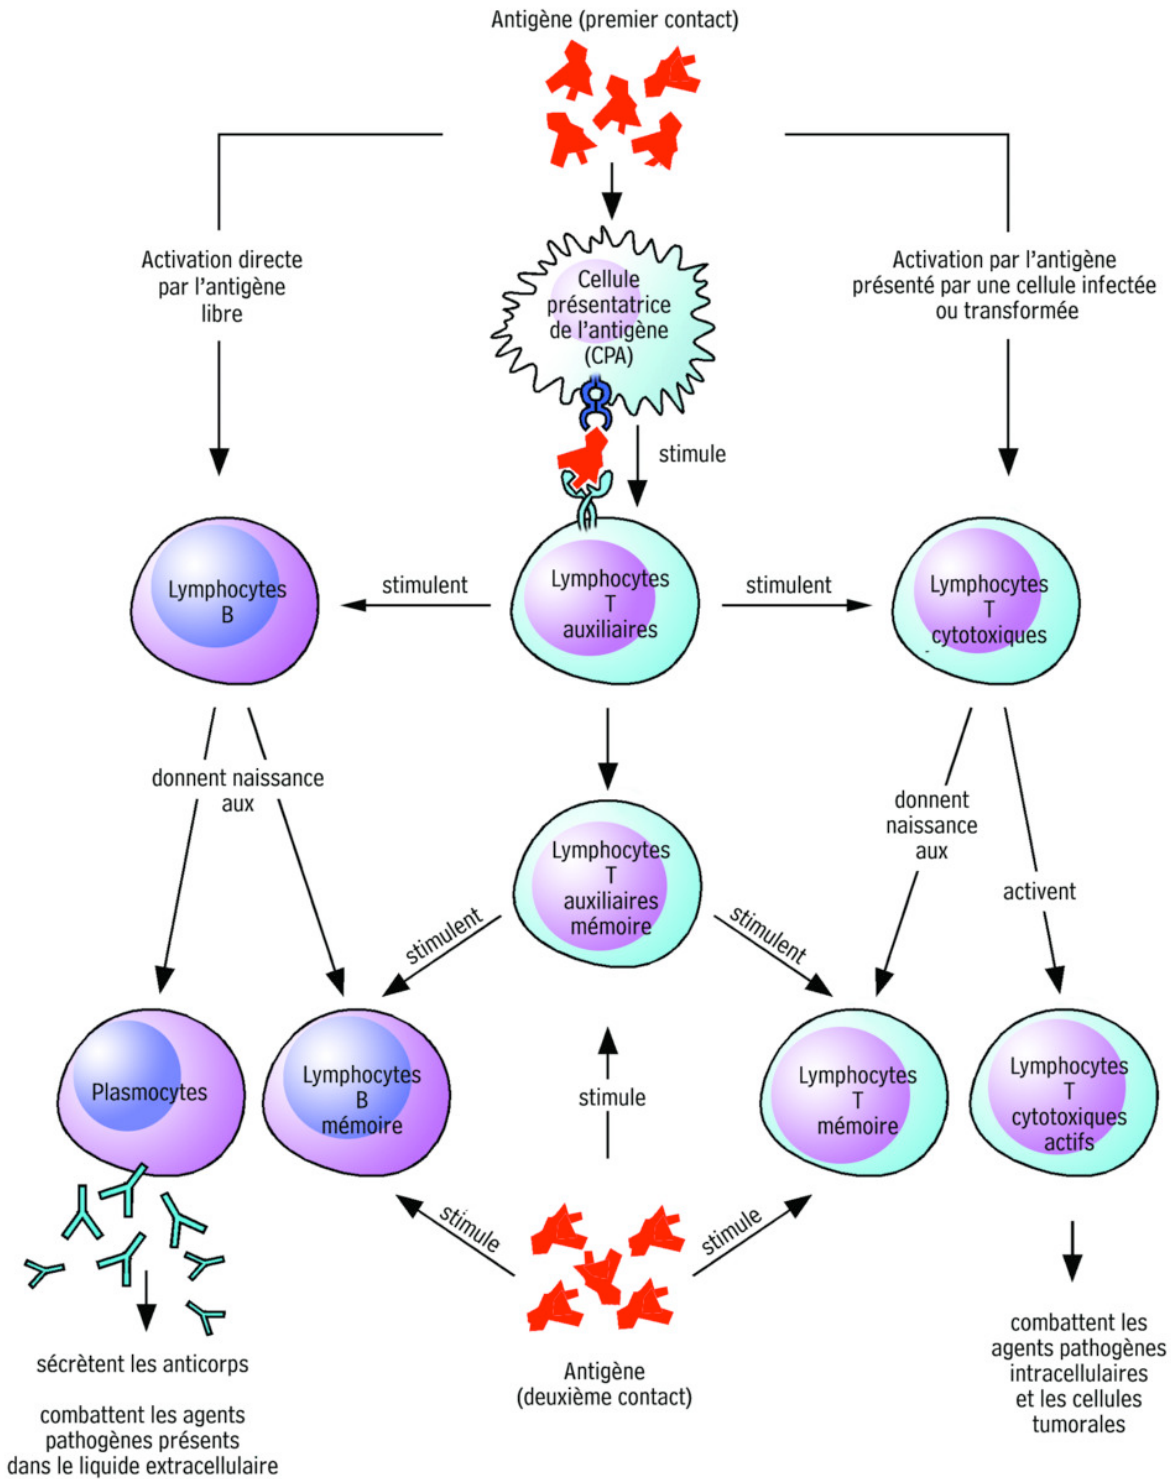 Antigène (premier contact)
Activation directe
par l'antigène
libre
Cellule
présentatrice
de l'antigène
(CPA)
Activation par l'antigène
présenté par une cellule infectée
ou transformée
stimule
Lymphocytes
B
stimulent
Lymphocytes
T
auxiliaires
stimulent
Lymphocytes
T
cytotoxiques
donnent naissance
aux
Lymphocytes
T
auxiliaires
mémoire
donnent
naissance
aux
activent
stimulent
stimulent
Plasmocytes
Lymphocytes
B
mémoire
stimule
Lymphocytes
T
mémoire
Lymphocytes
T
cytotoxiques
actifs
stimule
stimule
sécrètent les anticorps
combattent les agents
pathogènes présents
dans le liquide extracellulaire
Antigène
(deuxième contact)
combattent les
agents pathogènes
intracellulaires
et les cellules
tumorales